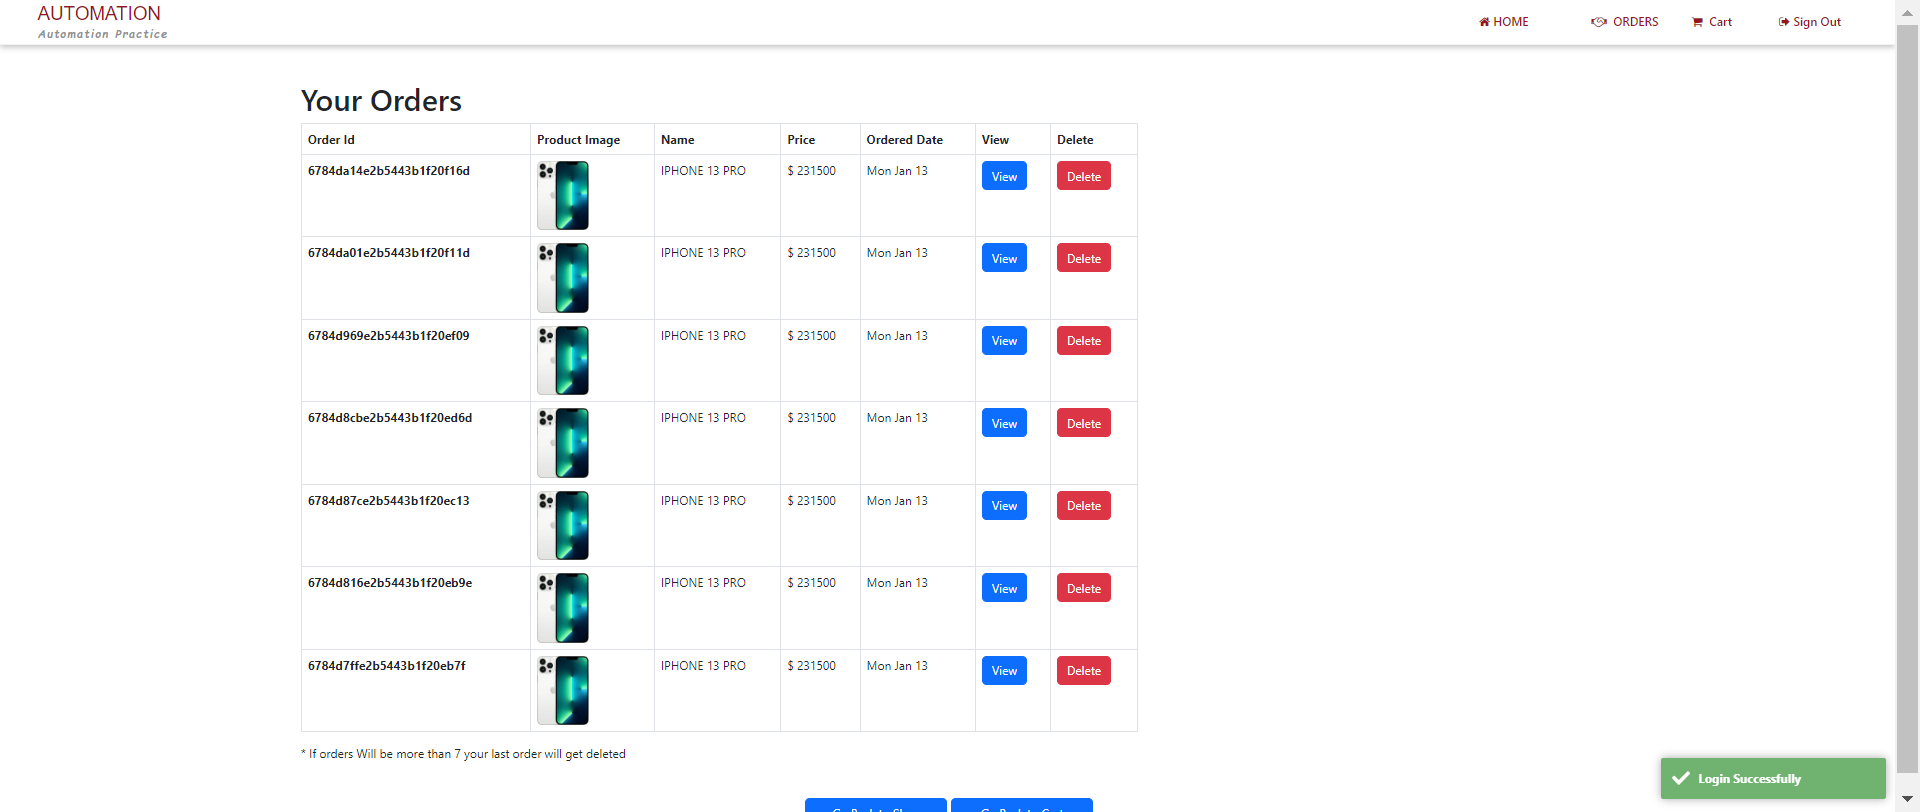 AUTOMATION
Automation Practice
HOME ORDERS Cart Sign Out
Your Orders
Order Id Product Image Name Price Ordered Date View Delete
6784da14e2b5443b1f20f16d IPHONE 13 PRO $ 231500 Mon Jan 13 View Delete
6784da01e2b5443b1f20f11d IPHONE 13 PRO $ 231500 Mon Jan 13 View Delete
6784d969e2b5443b1f20ef09 IPHONE 13 PRO $ 231500 Mon Jan 13 View Delete
6784d8cbe2b5443b1f20ed6d IPHONE 13 PRO $ 231500 Mon Jan 13 View Delete
6784d87ce2b5443b1f20ec13 IPHONE 13 PRO $ 231500 Mon Jan 13 View Delete
6784d816e2b5443b1f20eb9e IPHONE 13 PRO $ 231500 Mon Jan 13 View Delete
6784d7ffe2b5443b1f20eb7f IPHONE 13 PRO $ 231500 Mon Jan 13 View Delete
* If orders Will be more than 7 your last order will get deleted
Login Successfully